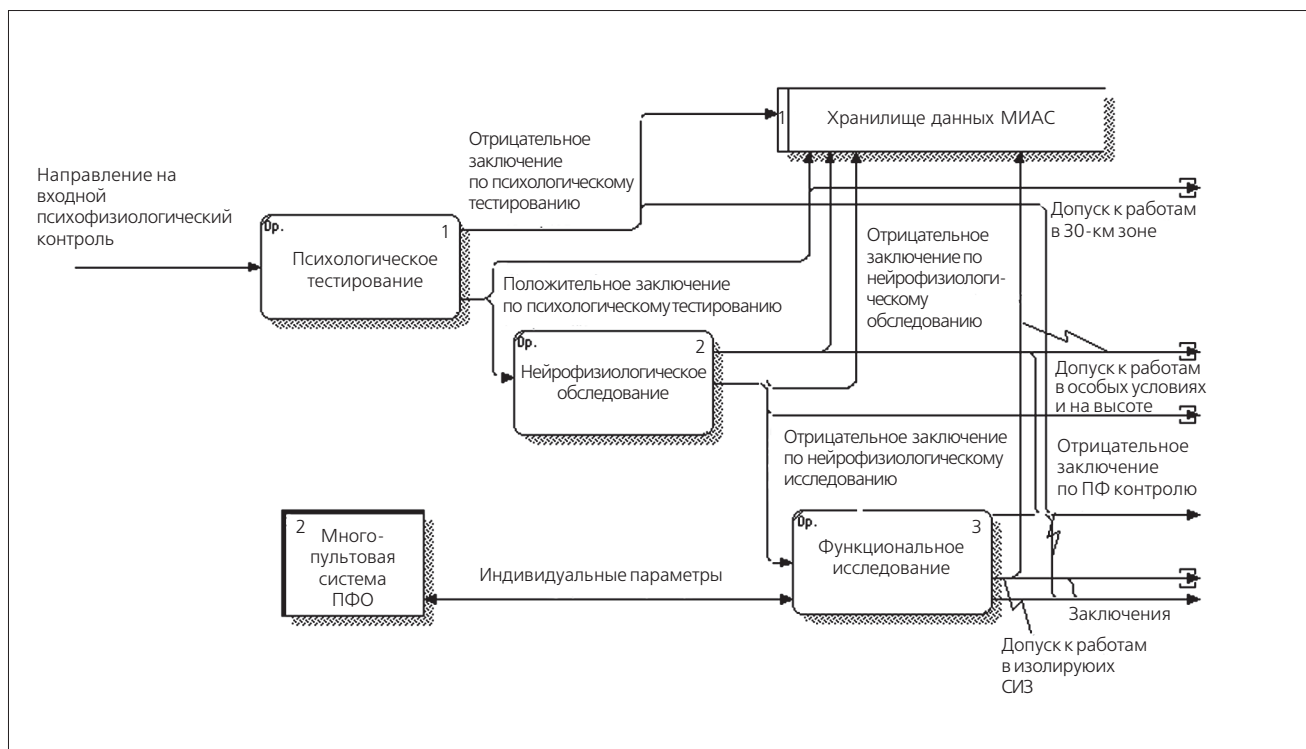 Хранилище данных МИАС
1
Отрицательное
заключение
по психологическому
тестированию
Направление на
входной
психофизиологический
контроль
0р.
1
Психологическое
тестирование
Допуск к работам
в 30-км зоне
Отрицательное
заключение по
нейрофизиологи-
ческому
обследованию
Положительное заключение
по психологическому тестированию
0р.
2
Нейрофизиологическое
обследование
Допуск к работам
в особых условиях
и на высоте
Отрицательное заключение
по нейрофизиологическому
исследованию
Отрицательное
заключение
по ПФ контролю
2
Много-
пультовая
система
ПФО
Индивидуальные параметры
0р.
3
Функциональное
исследование
Заключения
Допуск к работам
в изолируюих
СИЗ